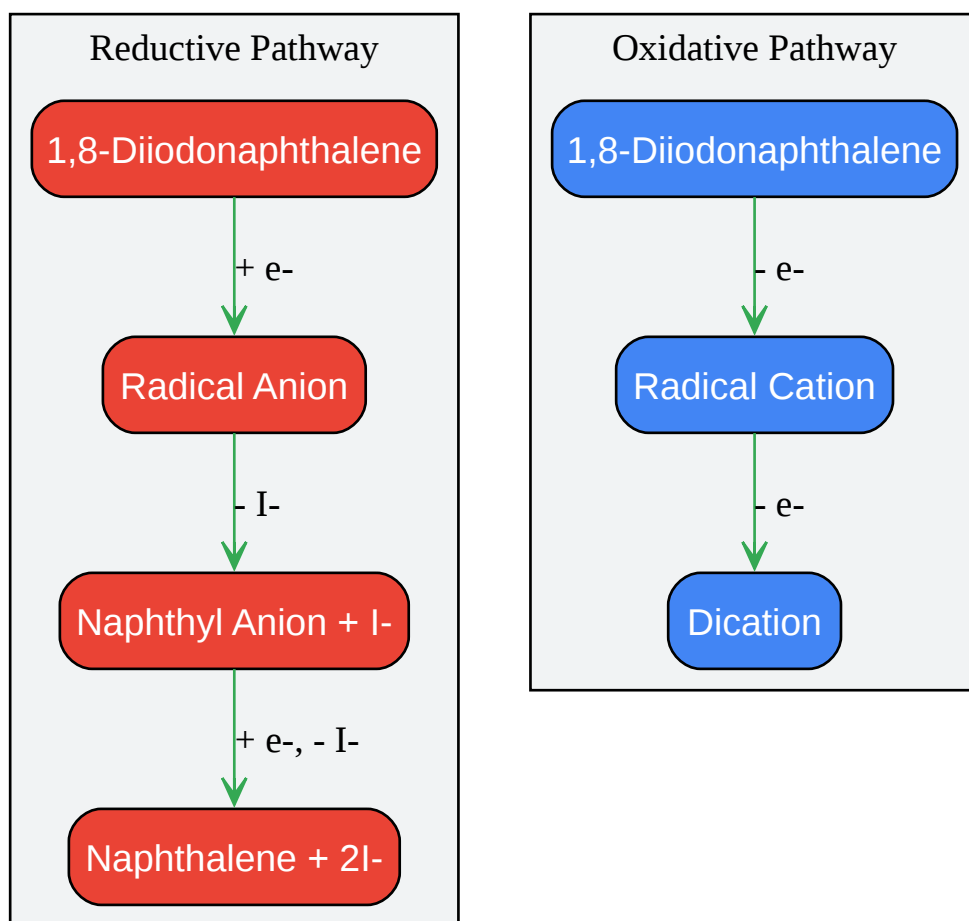 Reductive Pathway
1,8-Diiodonaphthalene
+ e-
Radical Anion
- I-
Naphthyl Anion + I-
+ e-, - I-
Naphthalene + 2I-
Oxidative Pathway
1,8-Diiodonaphthalene
- e-
Radical Cation
- e-
Dication